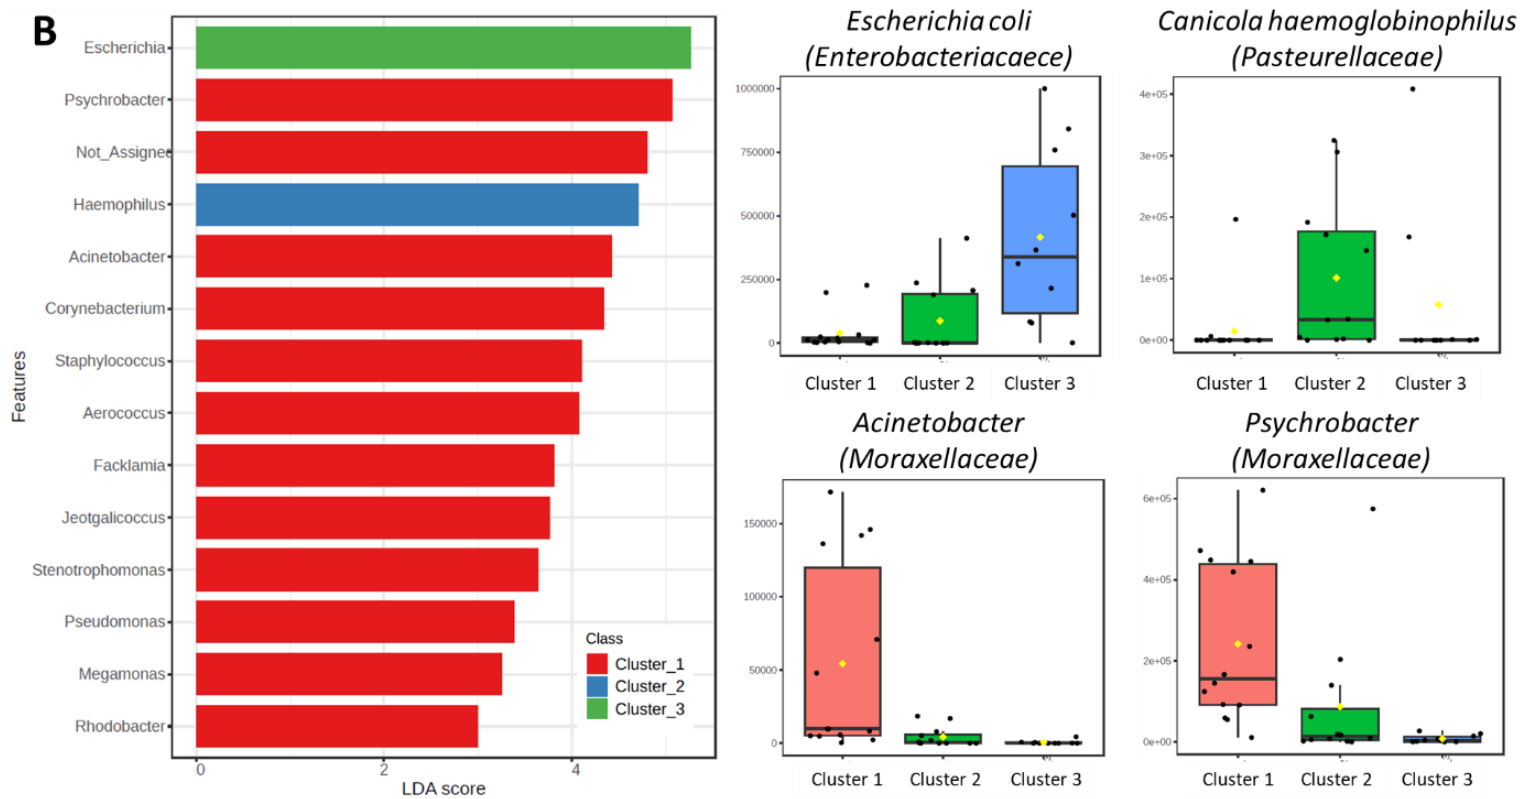 B
Features
Escherichia
Psychrobacter
Not_Assigned
Haemophilus
Acinetobacter
Corynebacterium
Staphylococcus
Aerococcus
Facklamia
Jeotgalicoccus
Stenotrophomonas
Pseudomonas
Megamonas
Rhodobacter
Class
Cluster_1
Cluster_2
Cluster_3
0 2 4
LDA score
Escherichia coli
(Enterobacteriacaece)
1000000
750000
500000
250000
0
Cluster 1 Cluster 2 Cluster 3
Canicola haemoglobinophilus
(Pasteurellaceae)
4e+05
3e+05
2e+05
1e+05
0e+00
Cluster 1 Cluster 2 Cluster 3
Acinetobacter
(Moraxellaceae)
150000
100000
50000
0
Cluster 1 Cluster 2 Cluster 3
Psychrobacter
(Moraxellaceae)
6e+05
4e+05
2e+05
0e+00
Cluster 1 Cluster 2 Cluster 3